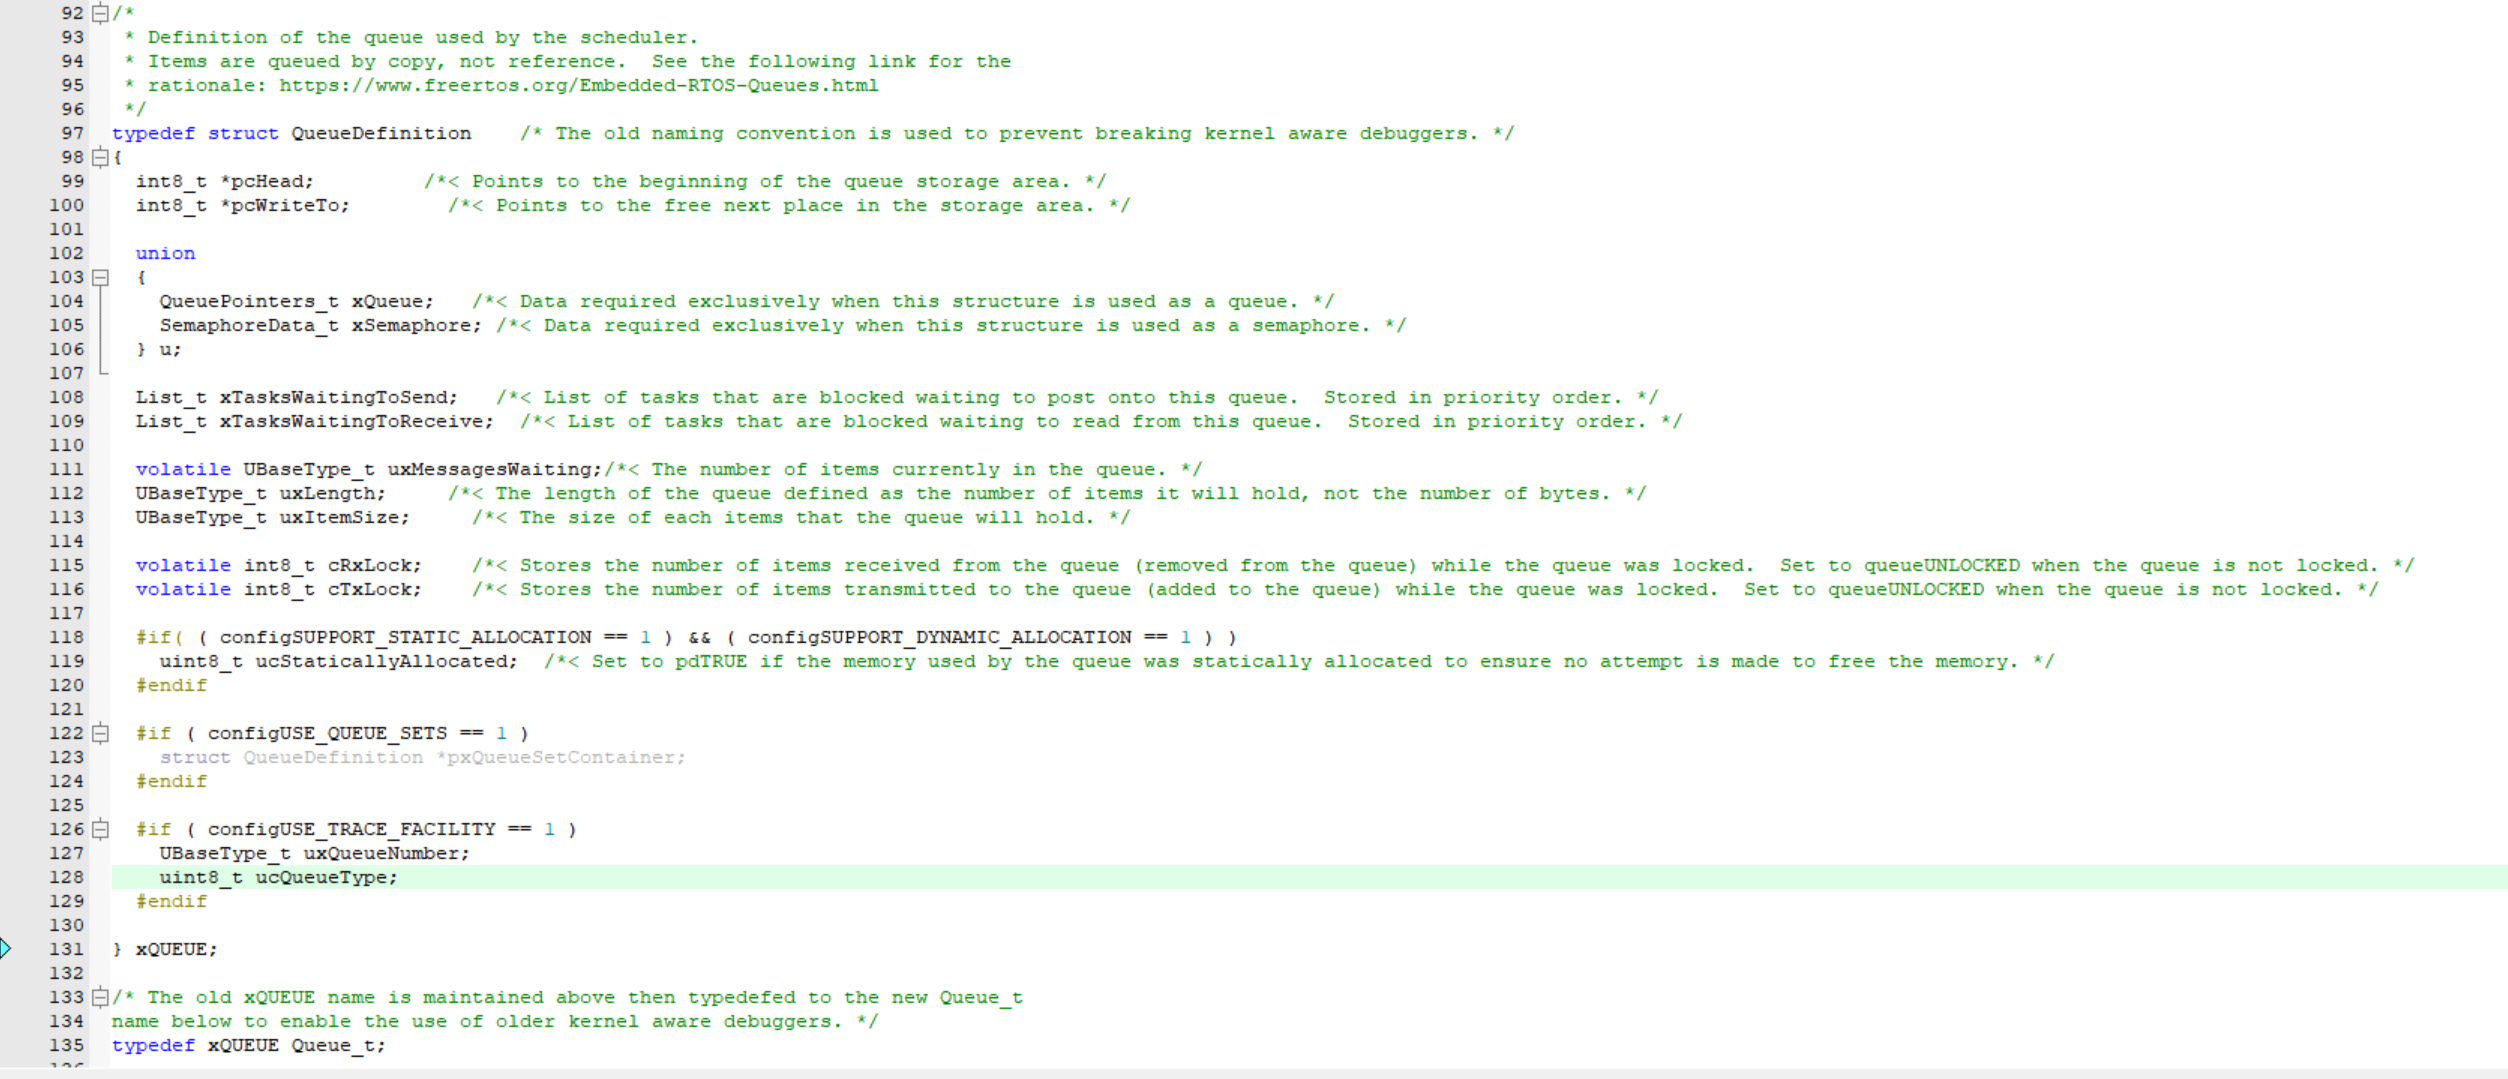 92 /*
93 * Definition of the queue used by the scheduler.
94 * Items are queued by copy, not reference.  See the following link for the
95 * rationale: https://www.freertos.org/Embedded-RTOS-Queues.html
96 */
97 typedef struct QueueDefinition    /* The old naming convention is used to prevent breaking kernel aware debuggers. */
98 {
99 int8_t *pcHead;         /*< Points to the beginning of the queue storage area. */
100 int8_t *pcWriteTo;        /*< Points to the free next place in the storage area. */
101
102 union
103 {
104 QueuePointers_t xQueue;   /*< Data required exclusively when this structure is used as a queue. */
105 SemaphoreData_t xSemaphore; /*< Data required exclusively when this structure is used as a semaphore. */
106 } u;
107
108 List_t xTasksWaitingToSend;   /*< List of tasks that are blocked waiting to post onto this queue.  Stored in priority order. */
109 List_t xTasksWaitingToReceive;  /*< List of tasks that are blocked waiting to read from this queue.  Stored in priority order. */
110
111 volatile UBaseType_t uxMessagesWaiting;/*< The number of items currently in the queue. */
112 UBaseType_t uxLength;     /*< The length of the queue defined as the number of items it will hold, not the number of bytes. */
113 UBaseType_t uxItemSize;     /*< The size of each items that the queue will hold. */
114
115 volatile int8_t cRxLock;    /*< Stores the number of items received from the queue (removed from the queue) while the queue was locked.  Set to queueUNLOCKED when the queue is not locked. */
116 volatile int8_t cTxLock;    /*< Stores the number of items transmitted to the queue (added to the queue) while the queue was locked.  Set to queueUNLOCKED when the queue is not locked. */
117
118 #if( ( configSUPPORT_STATIC_ALLOCATION == 1 ) && ( configSUPPORT_DYNAMIC_ALLOCATION == 1 ) )
119 uint8_t ucStaticallyAllocated;  /*< Set to pdTRUE if the memory used by the queue was statically allocated to ensure no attempt is made to free the memory. */
120 #endif
121
122 #if ( configUSE_QUEUE_SETS == 1 )
123 struct QueueDefinition *pxQueueSetContainer;
124 #endif
125
126 #if ( configUSE_TRACE_FACILITY == 1 )
127 UBaseType_t uxQueueNumber;
128 uint8_t ucQueueType;
129 #endif
130
131 } xQUEUE;
132
133 /* The old xQUEUE name is maintained above then typedefed to the new Queue_t
134 name below to enable the use of older kernel aware debuggers. */
135 typedef xQUEUE Queue_t;